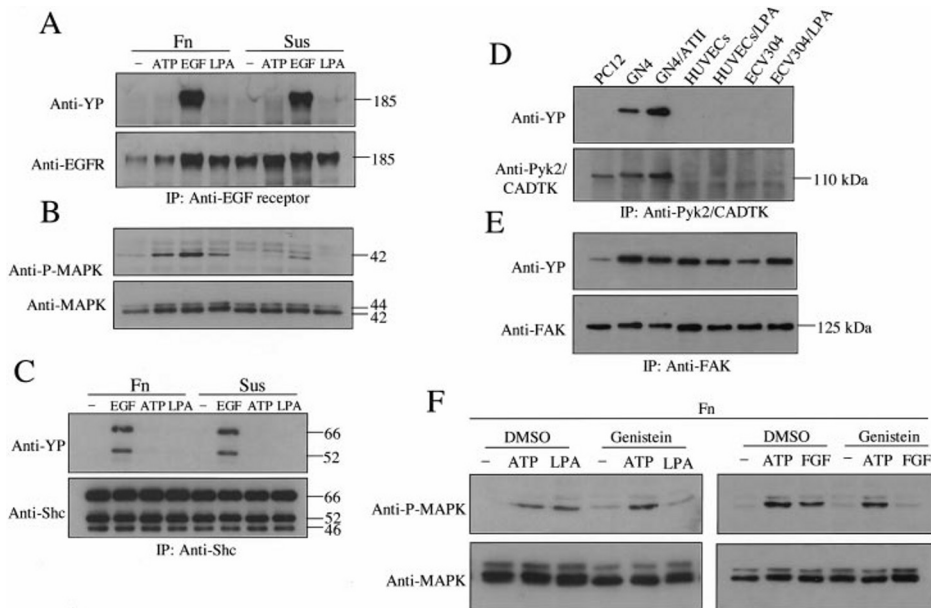 A
Fn Sus
– ATP EGF LPA – ATP EGF LPA
Anti-YP 185
Anti-EGFR 185
IP: Anti-EGF receptor
B
Anti-P-MAPK 42
Anti-MAPK 44
42
C
Fn Sus
– EGF ATP LPA – EGF ATP LPA
Anti-YP 66
52
Anti-Shc 66
52
46
IP: Anti-Shc
D
PC12 GN4 GN4/ATII HUVECs HUVECs/LPA ECV304 ECV304/LPA
Anti-YP
Anti-Pyk2/
CADTK 110 kDa
IP: Anti-Pyk2/CADTK
E
Anti-YP
Anti-FAK 125 kDa
IP: Anti-FAK
F
Fn
DMSO Genistein DMSO Genistein
– ATP LPA – ATP LPA – ATP FGF – ATP FGF
Anti-P-MAPK
Anti-MAPK